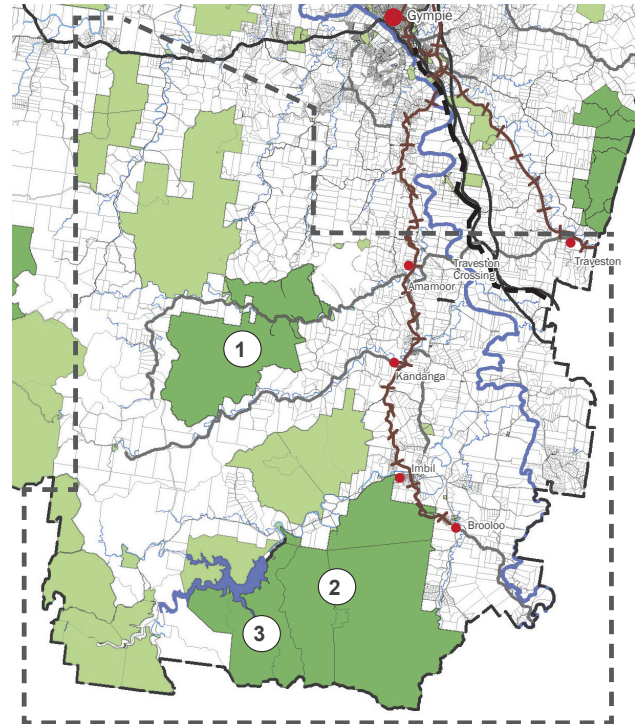 Gympie
Traveston
Traveston
Crossing
Amamoor
1
Kandanga
Imbil
Brooloo
2
3